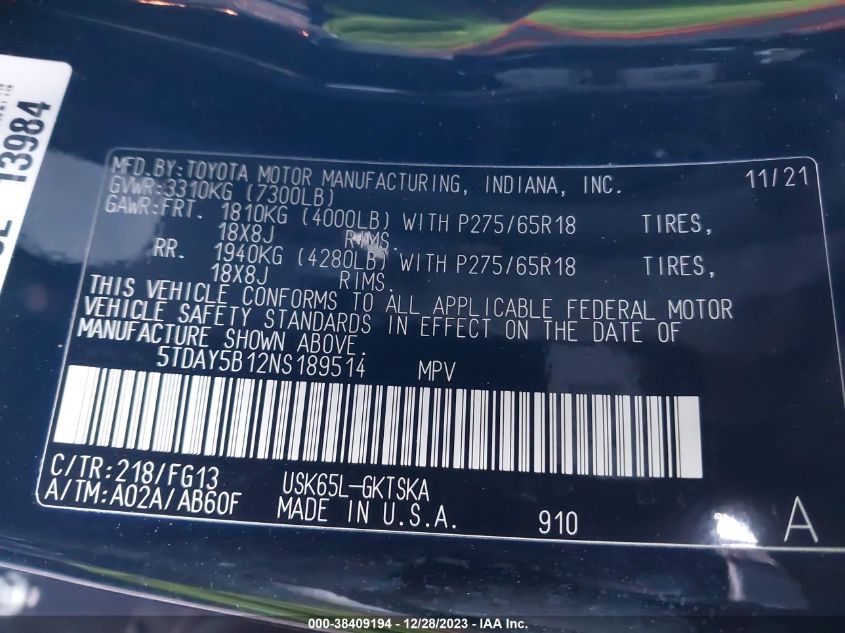 13984
MFD.BY:TOYOTA MOTOR MANUFACTURING, INDIANA, INC. 11/21
GVWR:3310KG (7300LB)
GAWR:FRT. 1810KG (4000LB) WITH P275/65R18 TIRES,
18X8J RIMS.
RR. 1940KG (4280LB) WITH P275/65R18 TIRES,
18X8J RIMS.
THIS VEHICLE CONFORMS TO ALL APPLICABLE FEDERAL MOTOR
VEHICLE SAFETY STANDARDS IN EFFECT ON THE DATE OF
MANUFACTURE SHOWN ABOVE.
5TDAY5B12NS189514 MPV
C/TR:218/FG13 USK65L-GKTSKA
A/TM:A02A/AB60F MADE IN U.S.A. 910 A
000-38409194 - 12/28/2023 - IAA Inc.